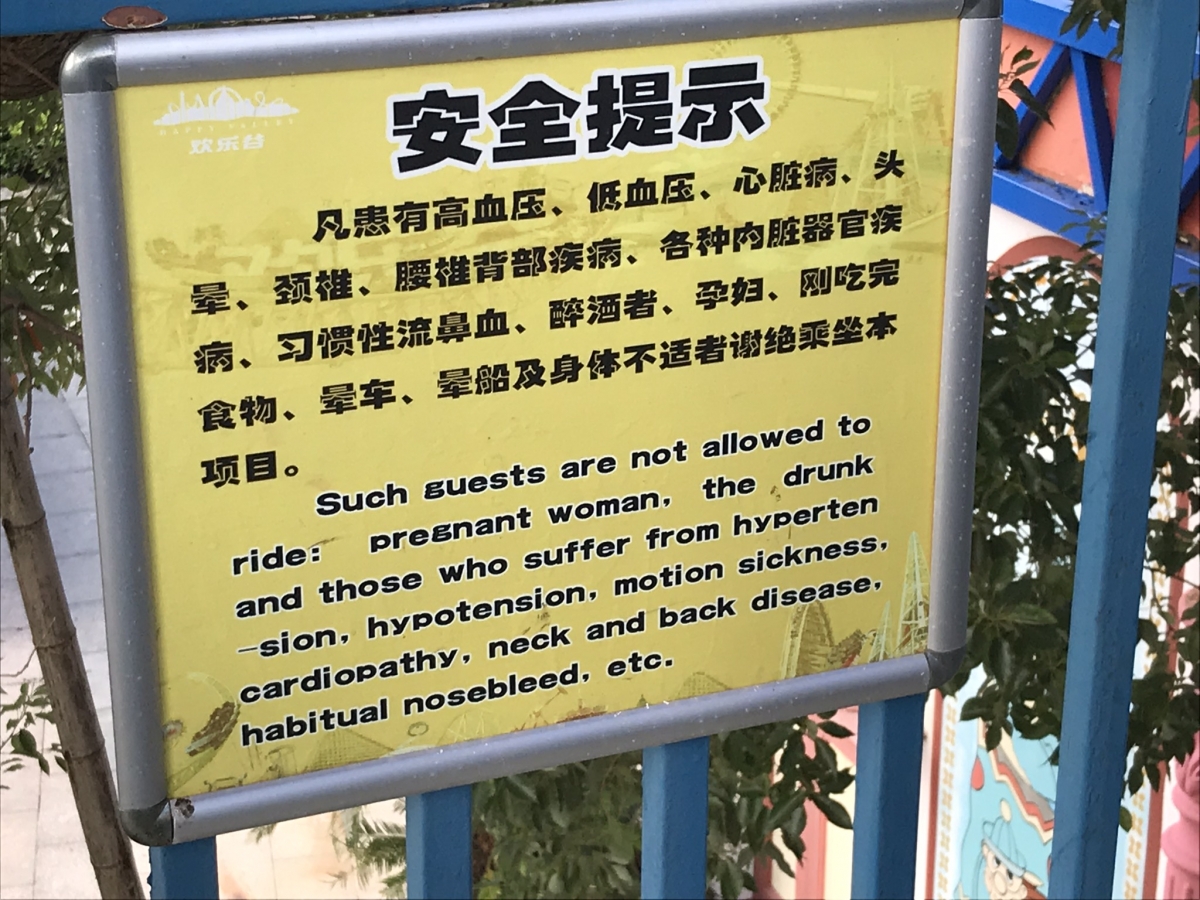 HAPPY VALLEY
欢乐谷
安全提示
凡患有高血压、低血压、心脏病、头
晕、颈椎、腰椎背部疾病、各种内脏器官疾
病、习惯性流鼻血、醉酒者、孕妇、刚吃完
食物、晕车、晕船及身体不适者谢绝乘坐本
项目。
Such guests are not allowed to
ride: pregnant woman, the drunk
and those who suffer from hyperten
-sion, hypotension, motion sickness,
cardiopathy, neck and back disease,
habitual nosebleed, etc.